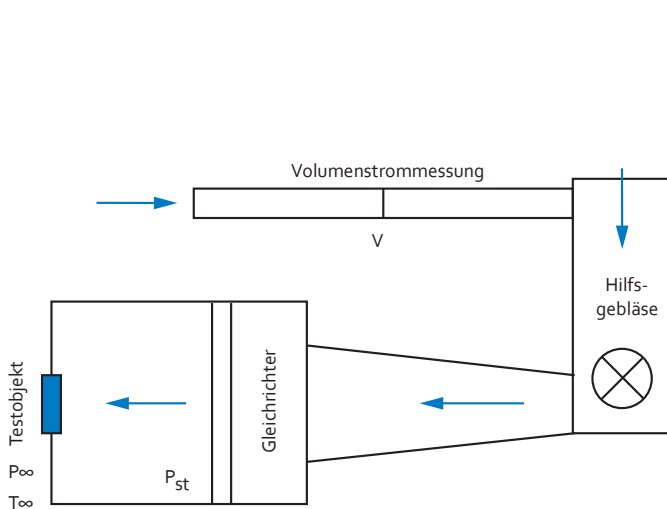 Volumenstrommessung
V
Hilfs-
gebläse
Gleichrichter
Testobjekt
P∞
T∞
Pst